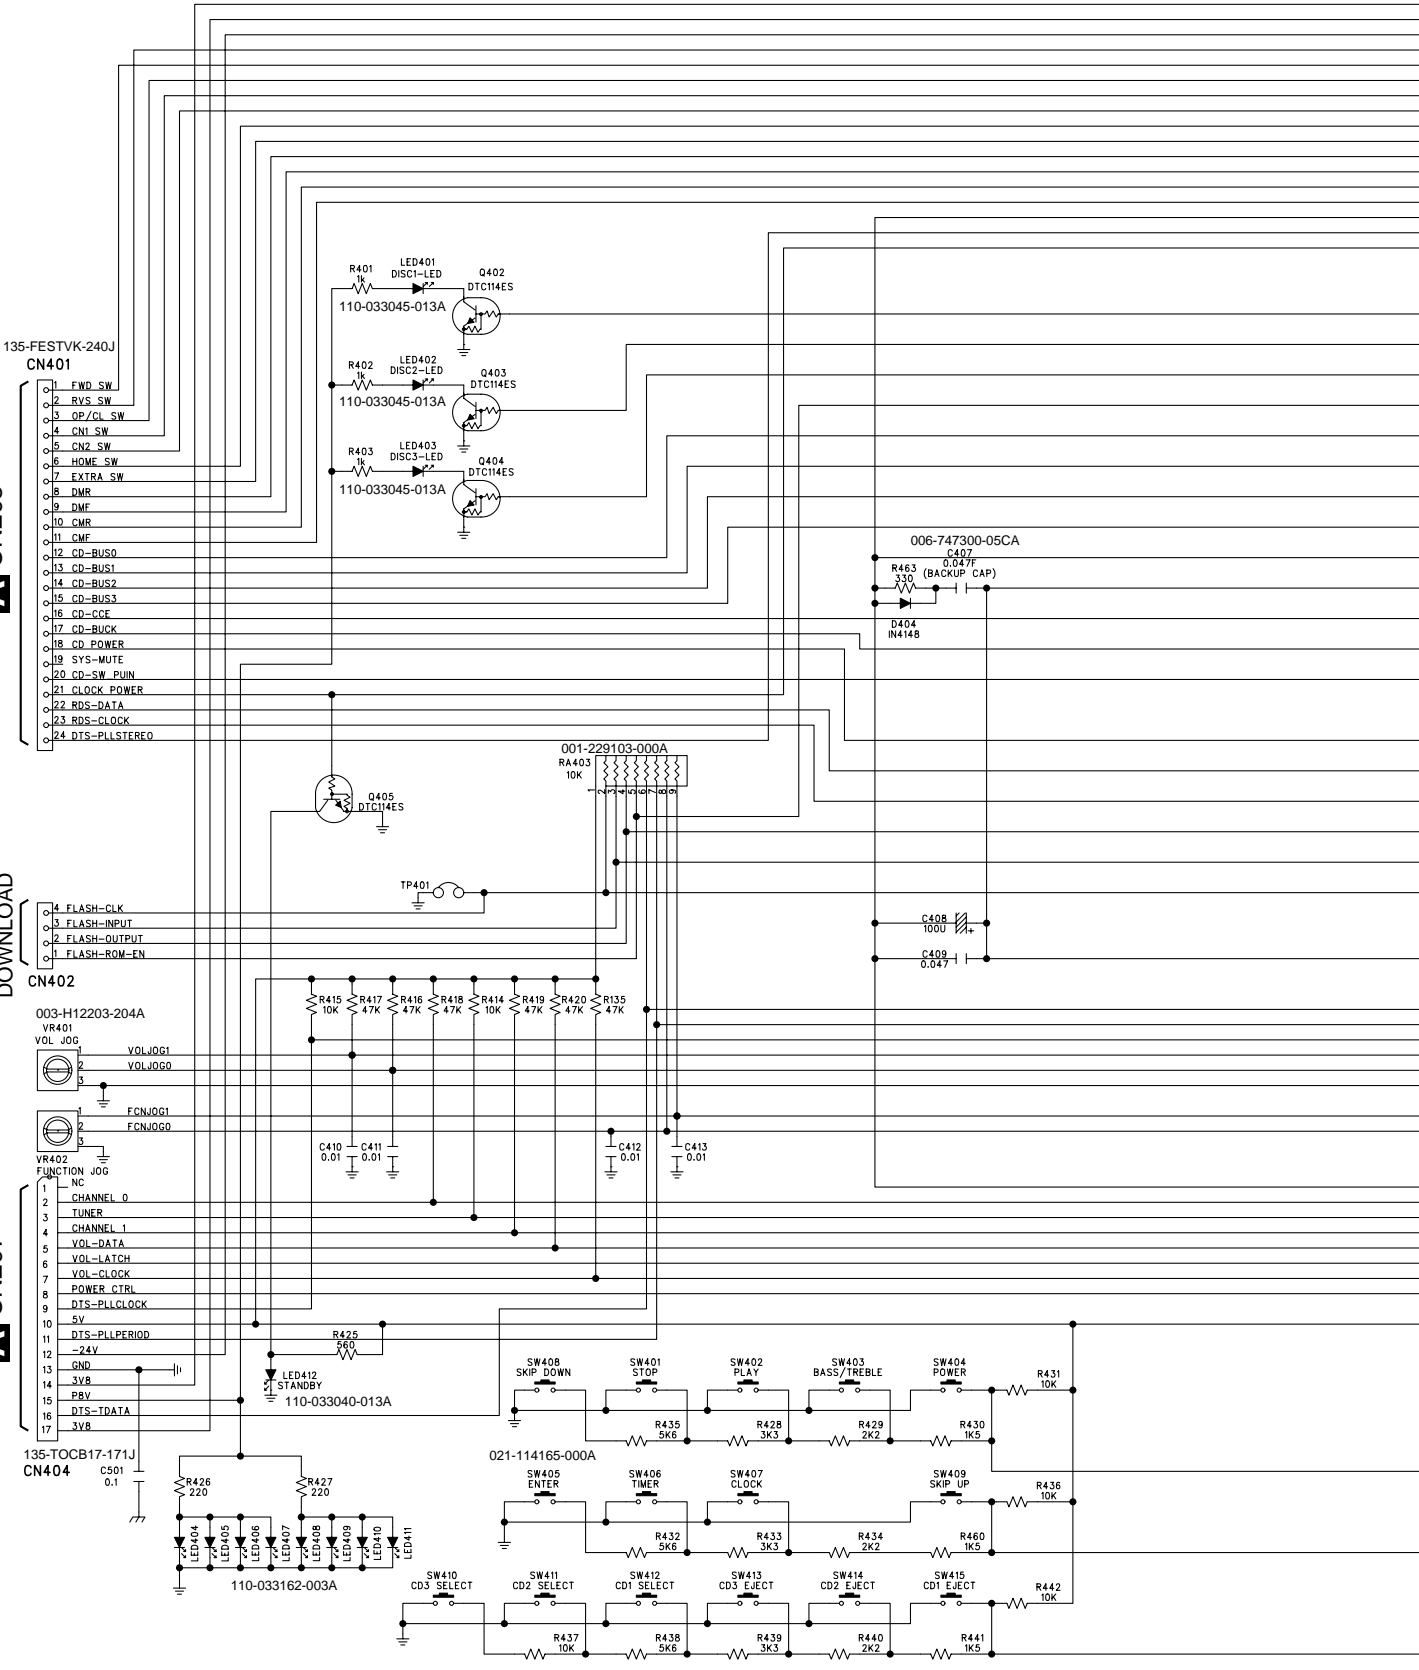 R401
1k
LED401
DISC1-LED
Q402
DTC114ES
110-033045-013A
135-FESTVK-240J
CN401
R402
1k
LED402
DISC2-LED
Q403
DTC114ES
110-033045-013A
R403
1k
LED403
DISC3-LED
Q404
DTC114ES
110-033045-013A
1 FWD SW
2 RVS SW
3 OP/CL SW
4 CN1 SW
5 CN2 SW
6 HOME SW
7 EXTRA SW
8 DMR
9 DMF
10 CMR
11 CMF
12 CD-BUS0
13 CD-BUS1
14 CD-BUS2
15 CD-BUS3
16 CD-CCE
17 CD-BUCK
18 CD POWER
19 SYS-MUTE
20 CD-SW PUIN
21 CLOCK POWER
22 RDS-DATA
23 RDS-CLOCK
24 DTS-PLLSTEREO
006-747300-05CA
C407
0.047F
(BACKUP CAP)
R463
330
D404
IN4148
001-229103-000A
RA403
10K
1 2 3 4 5 6 7 8 9
Q405
DTC114ES
TP401
DOWNLOAD
4 FLASH-CLK
3 FLASH-INPUT
2 FLASH-OUTPUT
1 FLASH-ROM-EN
CN402
C408
100U
+
C409
0.047
R415
10K
R417
47K
R416
47K
R418
47K
R414
10K
R419
47K
R420
47K
R135
47K
003-H12203-204A
VR401
VOL JOG
1 VOLJOG1
2 VOLJOG0
3
1 FCNJOG1
2 FCNJOG0
3
VR402
FUNCTION JOG
C410
0.01
C411
0.01
C412
0.01
C413
0.01
1 NC
2 CHANNEL 0
3 TUNER
4 CHANNEL 1
5 VOL-DATA
6 VOL-LATCH
7 VOL-CLOCK
8 POWER CTRL
9 DTS-PLLCLOCK
10 5V
11 DTS-PLLPERIOD
12 -24V
13 GND
14 3V8
15 P8V
16 DTS-TDATA
17 3V8
135-TOCB17-171J
CN404
R425
560
LED412
STANDBY
110-033040-013A
C501
0.1
R426
220
R427
220
LED404
LED405
LED406
LED407
LED408
LED409
LED410
LED411
110-033162-003A
SW408
SKIP DOWN
SW401
STOP
SW402
PLAY
SW403
BASS/TREBLE
SW404
POWER
R431
10K
R435
5K6
R428
3K3
R429
2K2
R430
1K5
021-114165-000A
SW405
ENTER
SW406
TIMER
SW407
CLOCK
SW409
SKIP UP
R436
10K
R432
5K6
R433
3K3
R434
2K2
R460
1K5
SW410
CD3 SELECT
SW411
CD2 SELECT
SW412
CD1 SELECT
SW413
CD3 EJECT
SW414
CD2 EJECT
SW415
CD1 EJECT
R442
10K
R437
10K
R438
5K6
R439
3K3
R440
2K2
R441
1K5